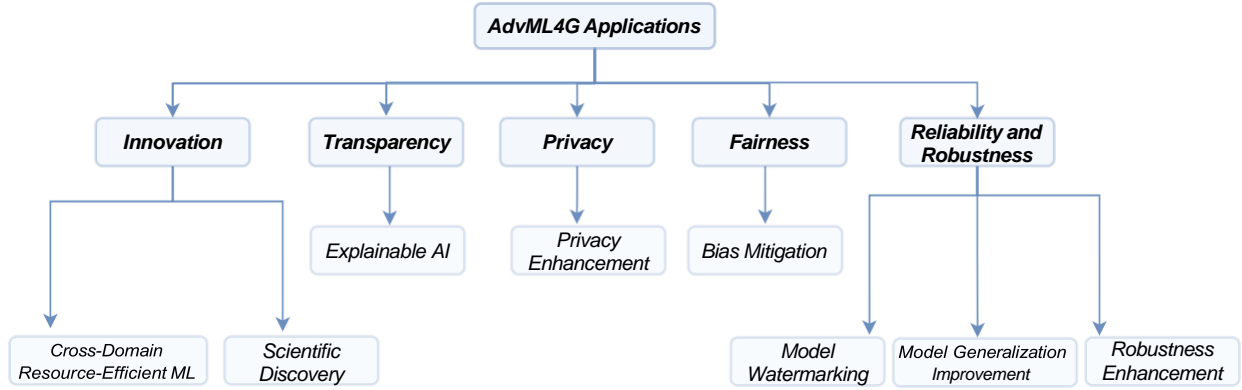 AdvML4G Applications
Innovation
Transparency
Privacy
Fairness
Reliability and
Robustness
Explainable AI
Privacy
Enhancement
Bias Mitigation
Cross-Domain
Resource-Efficient ML
Scientific
Discovery
Model
Watermarking
Model Generalization
Improvement
Robustness
Enhancement